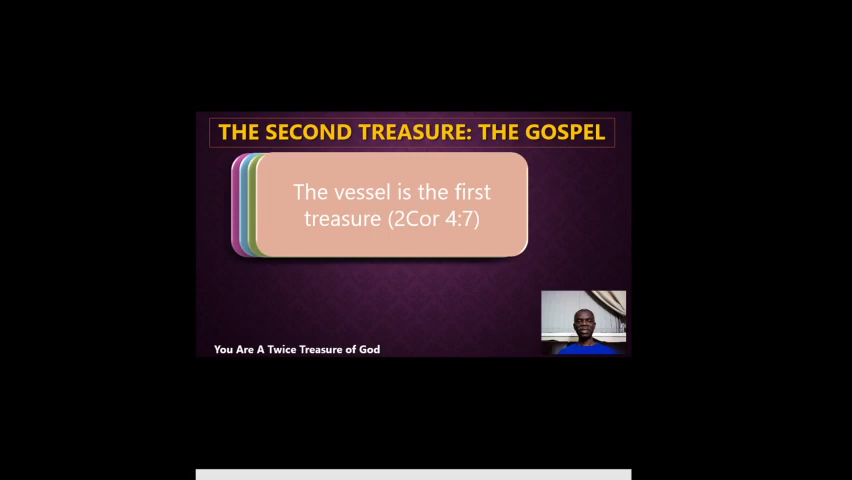 THE SECOND TREASURE: THE GOSPEL
The vessel is the first
treasure (2Cor 4:7)
You Are A Twice Treasure of God